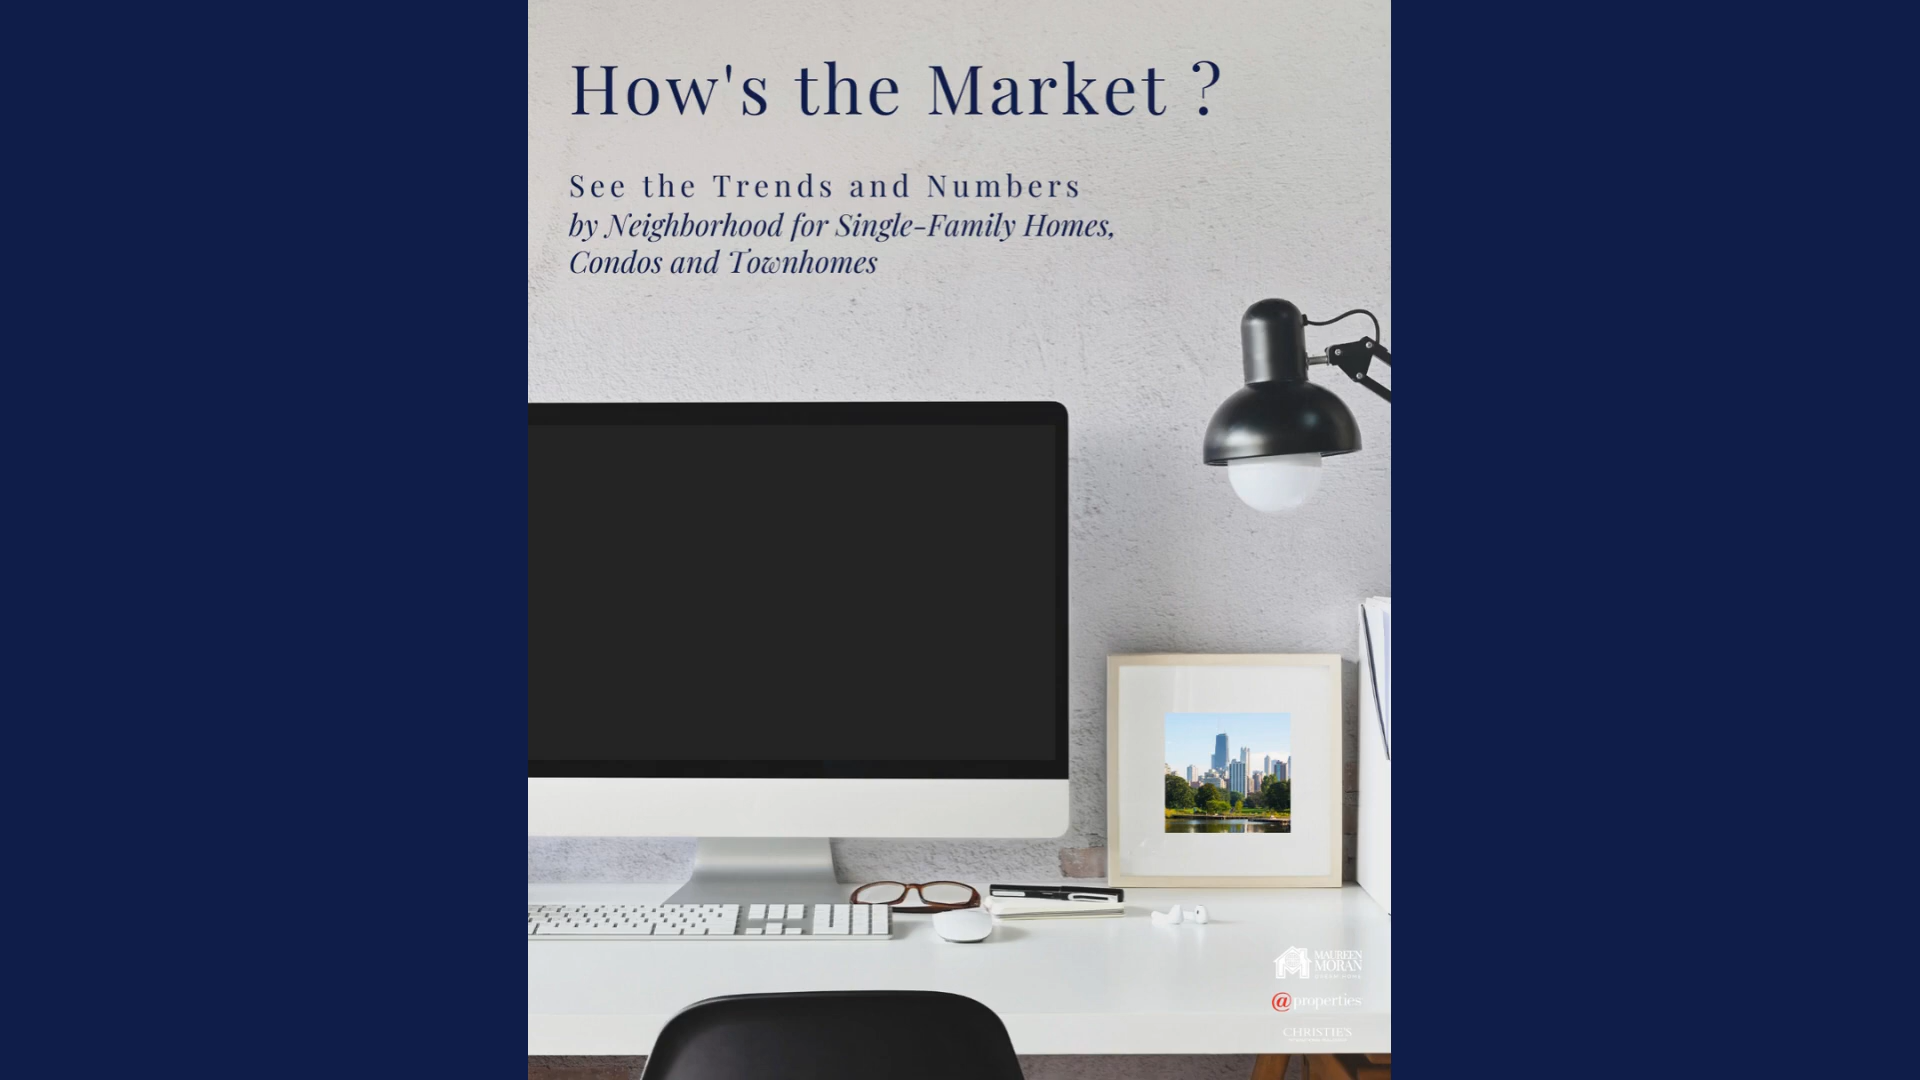 How's the Market ?
See the Trends and Numbers
by Neighborhood for Single-Family Homes,
Condos and Townhomes
MAUREEN
MORAN
@properties
CHRISTIE'S